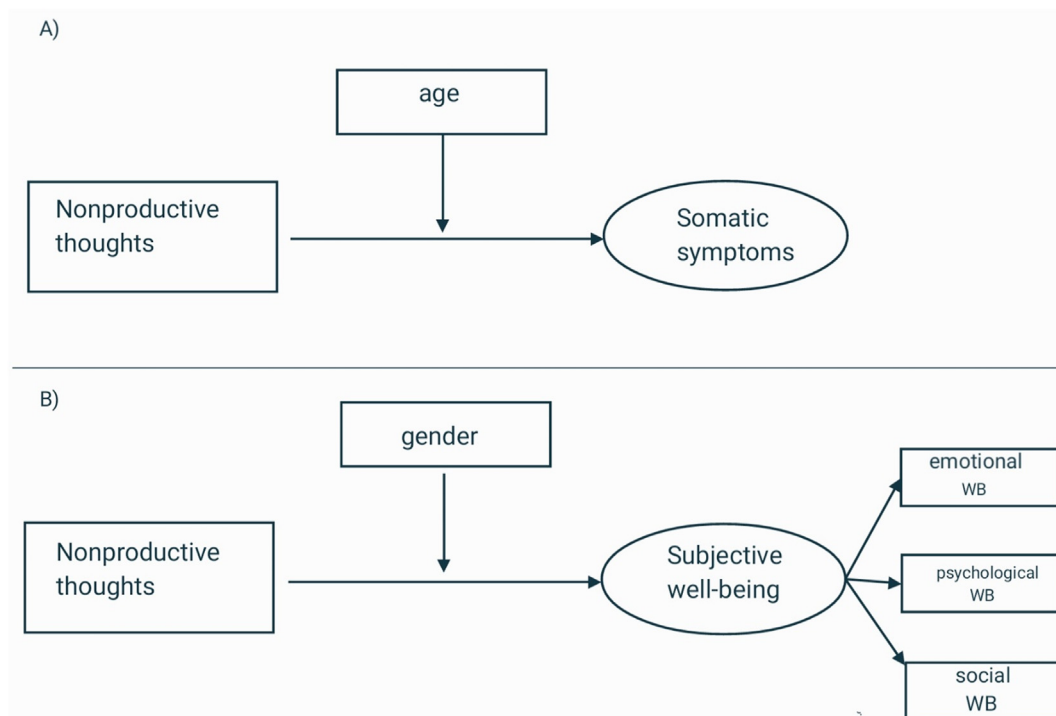 A)
age
Nonproductive
thoughts
Somatic
symptoms
B)
gender
Nonproductive
thoughts
Subjective
well-being
emotional
WB
psychological
WB
social
WB